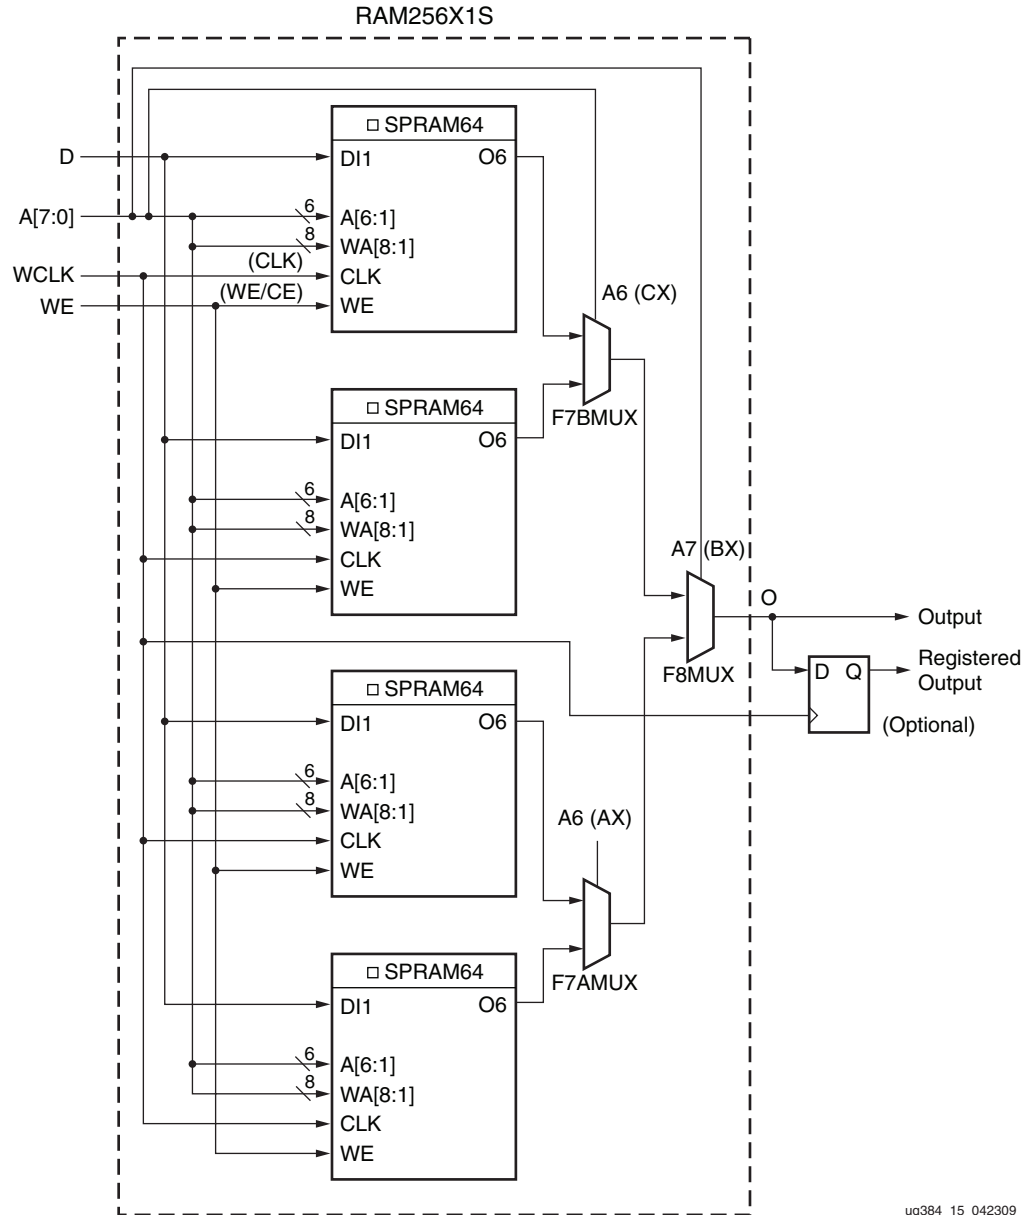 RAM256X1S
□ SPRAM64
D
DI1
O6
A[7:0]
6
A[6:1]
8
WA[8:1]
WCLK
(CLK)
CLK
WE
(WE/CE)
WE
A6 (CX)
F7BMUX
□ SPRAM64
DI1
O6
6
A[6:1]
8
WA[8:1]
CLK
WE
A7 (BX)
O
Output
F8MUX
D Q
Registered
Output
(Optional)
□ SPRAM64
DI1
O6
6
A[6:1]
8
WA[8:1]
CLK
WE
A6 (AX)
F7AMUX
□ SPRAM64
DI1
O6
6
A[6:1]
8
WA[8:1]
CLK
WE
ug384_15_042309